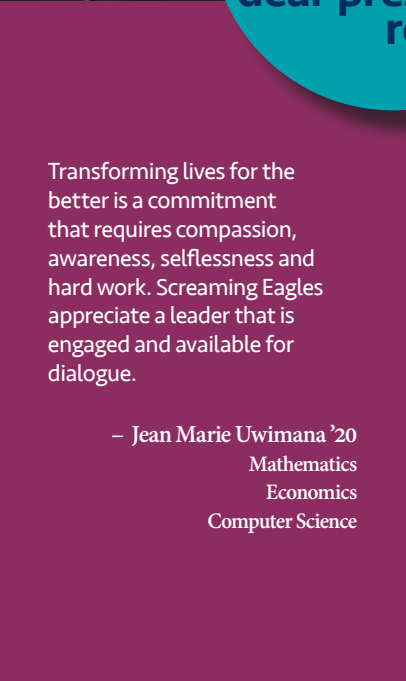 dear
Transforming lives for the
better is a commitment
that requires compassion,
awareness, selflessness and
hard work. Screaming Eagles
appreciate a leader that is
engaged and available for
dialogue.
– Jean Marie Uwimana ’20
Mathematics
Economics
Computer Science